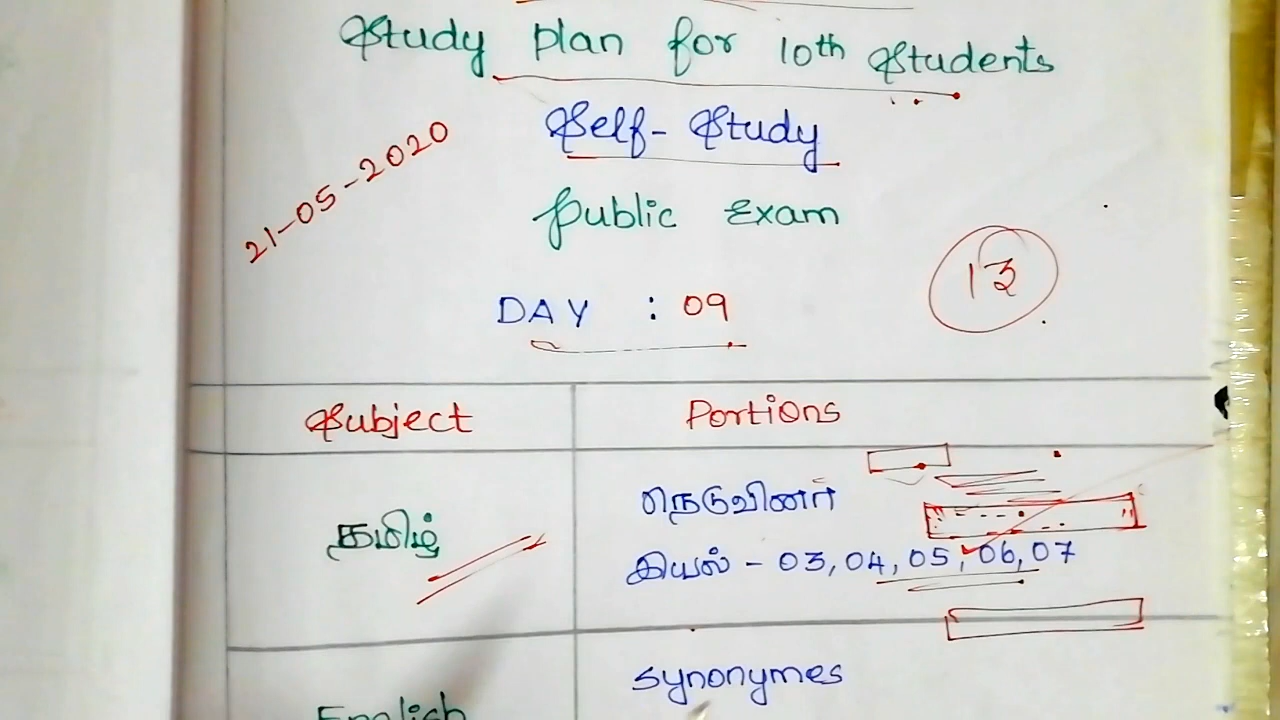 Study plan for 10th Students
Self-Study
21-05-2020
public Exam
13
DAY : 09
Subject Portions
தமிழ்
நெடுவினா
இயல் - 03, 04, 05, 06, 07
English
synonymes